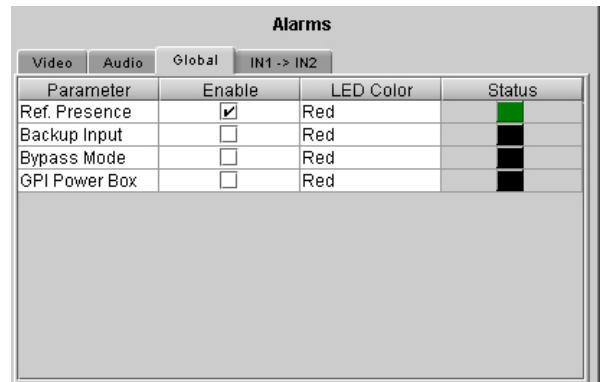 Alarms
Video Audio Global IN1 -> IN2
Parameter Enable LED Color Status
Ref. Presence Red
Backup Input Red
Bypass Mode Red
GPI Power Box Red